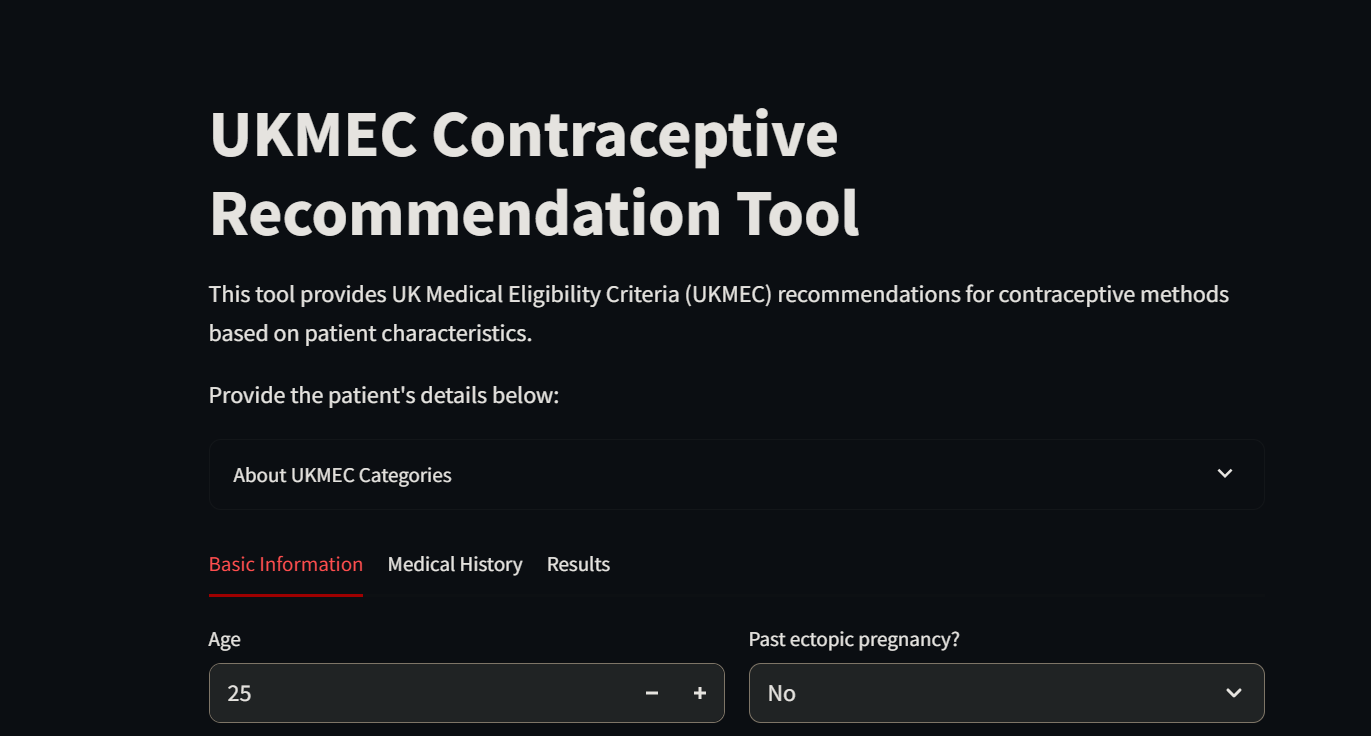 UKMEC Contraceptive
Recommendation Tool
This tool provides UK Medical Eligibility Criteria (UKMEC) recommendations for contraceptive methods
based on patient characteristics.
Provide the patient's details below:
About UKMEC Categories
Basic Information Medical History Results
Age Past ectopic pregnancy?
25 − + No